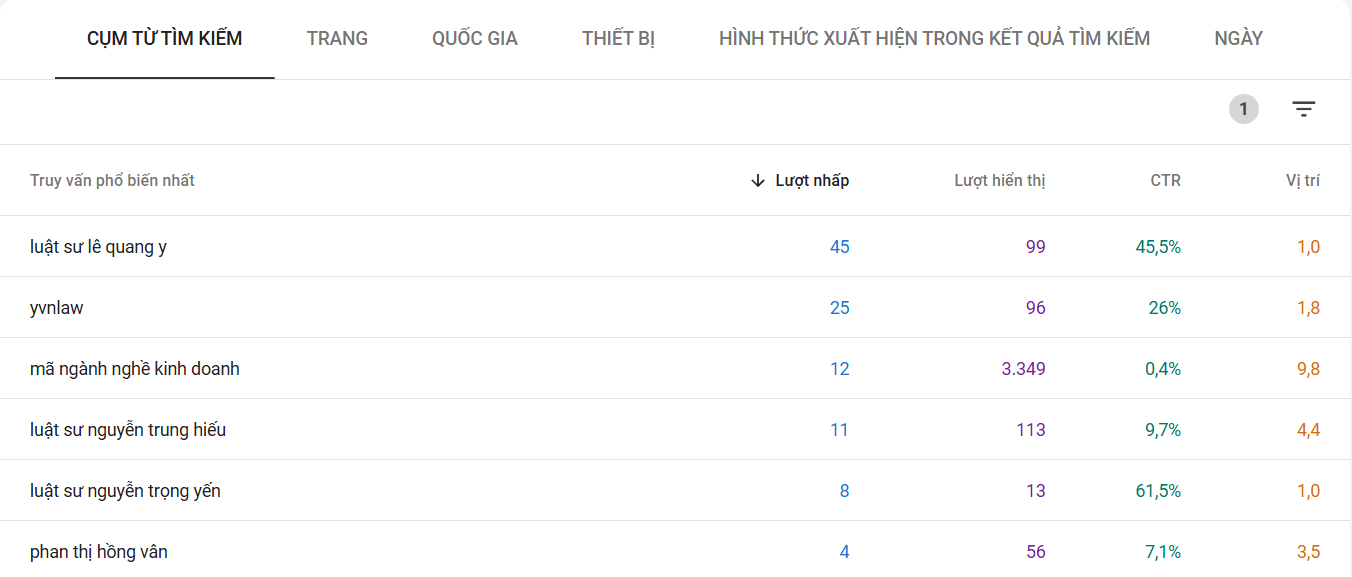 CỤM TỪ TÌM KIẾM TRANG QUỐC GIA THIẾT BỊ HÌNH THỨC XUẤT HIỆN TRONG KẾT QUẢ TÌM KIẾM NGÀY
1
Truy vấn phổ biến nhất Lượt nhấp Lượt hiển thị CTR Vị trí
luật sư lê quang y 45 99 45,5% 1,0
yvnlaw 25 96 26% 1,8
mã ngành nghề kinh doanh 12 3.349 0,4% 9,8
luật sư nguyễn trung hiếu 11 113 9,7% 4,4
luật sư nguyễn trọng yến 8 13 61,5% 1,0
phan thị hồng vân 4 56 7,1% 3,5